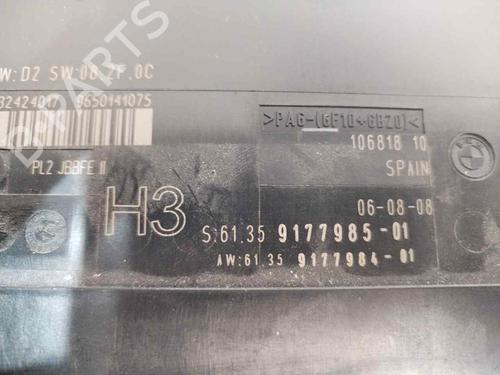 W:D2 SW:08.2F.0C
32424017 9650141075
>PA6-(GF10+GB20)<
106818 10
SPAIN
PL2 JBBFE II
H3
06-08-08
S:61.35 9177985-01
AW:61 35 9177984-01
B-PARTS